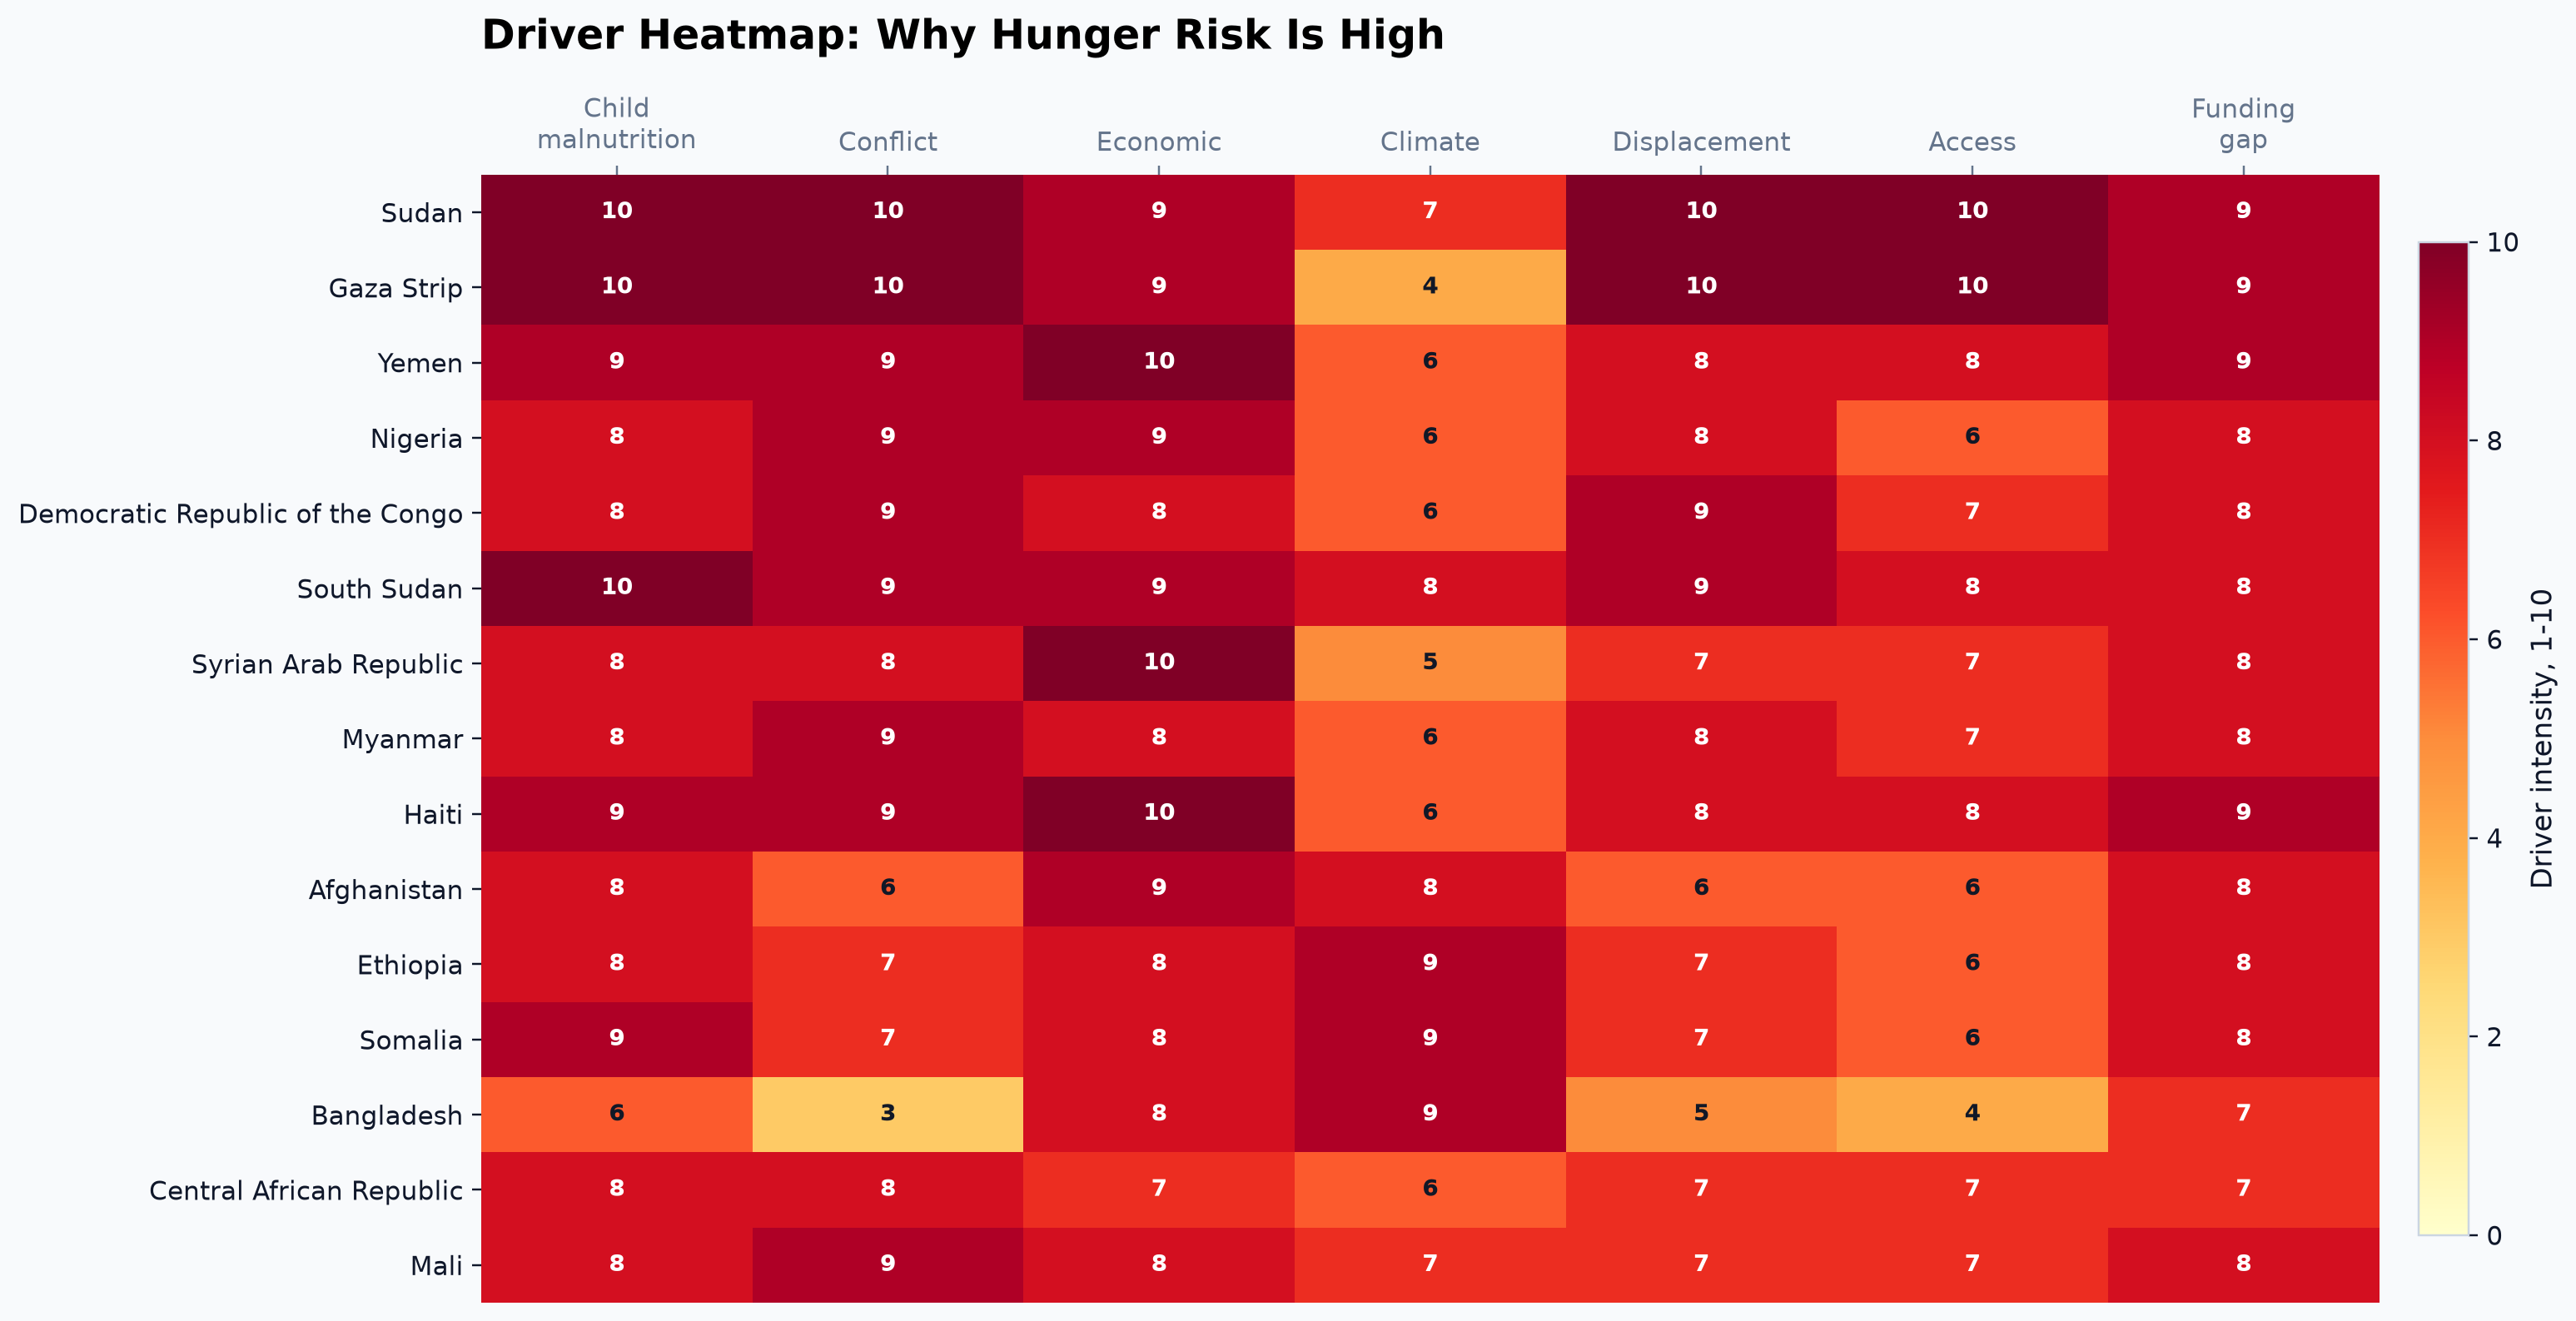 Driver Heatmap: Why Hunger Risk Is High
Child
malnutrition
Conflict
Economic
Climate
Displacement
Access
Funding
gap
Sudan 10 10 9 7 10 10 9
Gaza Strip 10 10 9 4 10 10 9
Yemen 9 9 10 6 8 8 9
Nigeria 8 9 9 6 8 6 8
Democratic Republic of the Congo 8 9 8 6 9 7 8
South Sudan 10 9 9 8 9 8 8
Syrian Arab Republic 8 8 10 5 7 7 8
Myanmar 8 9 8 6 8 7 8
Haiti 9 9 10 6 8 8 9
Afghanistan 8 6 9 8 6 6 8
Ethiopia 8 7 8 9 7 6 8
Somalia 9 7 8 9 7 6 8
Bangladesh 6 3 8 9 5 4 7
Central African Republic 8 8 7 6 7 7 7
Mali 8 9 8 7 7 7 8
10
8
6
4
2
0
Driver intensity, 1-10